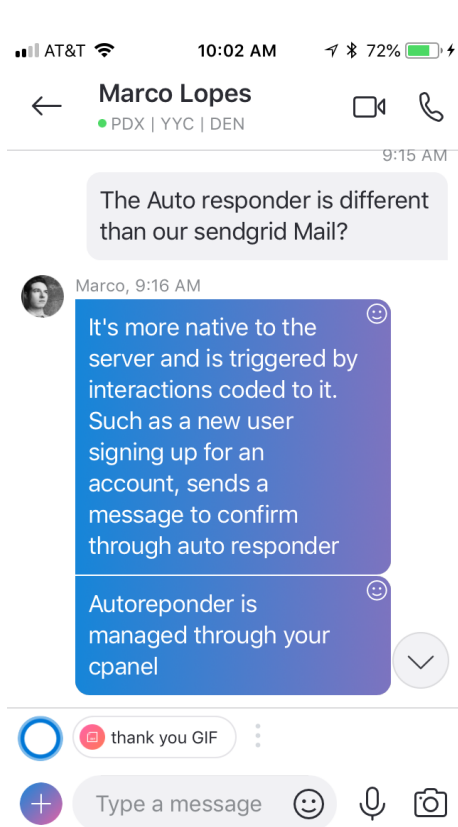 AT&T 10:02 AM 72%
Marco Lopes
PDX | YYC | DEN
9:15 AM
The Auto responder is different
than our sendgrid Mail?
Marco, 9:16 AM
It's more native to the
server and is triggered by
interactions coded to it.
Such as a new user
signing up for an
account, sends a
message to confirm
through auto responder
Autoreponder is
managed through your
cpanel
thank you GIF
Type a message